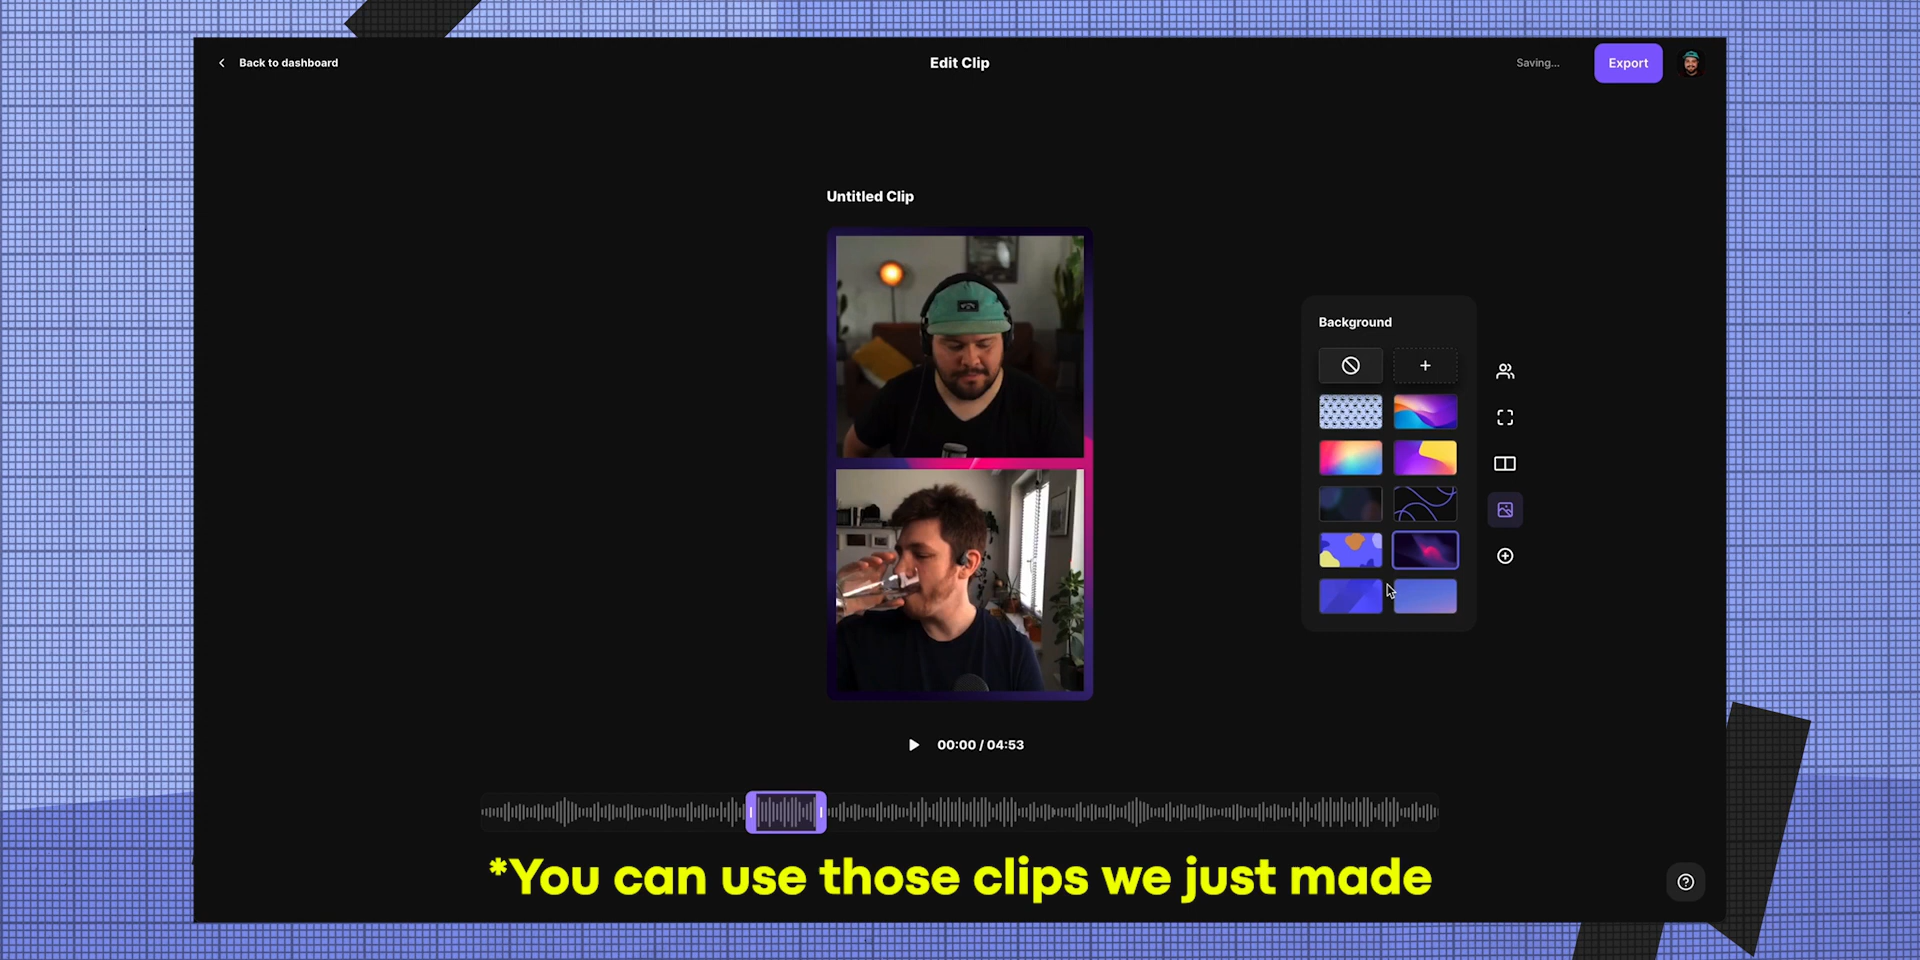 Back to dashboard
Edit Clip
Saving...
Export
Untitled Clip
Background
00:00 / 04:53
*You can use those clips we just made